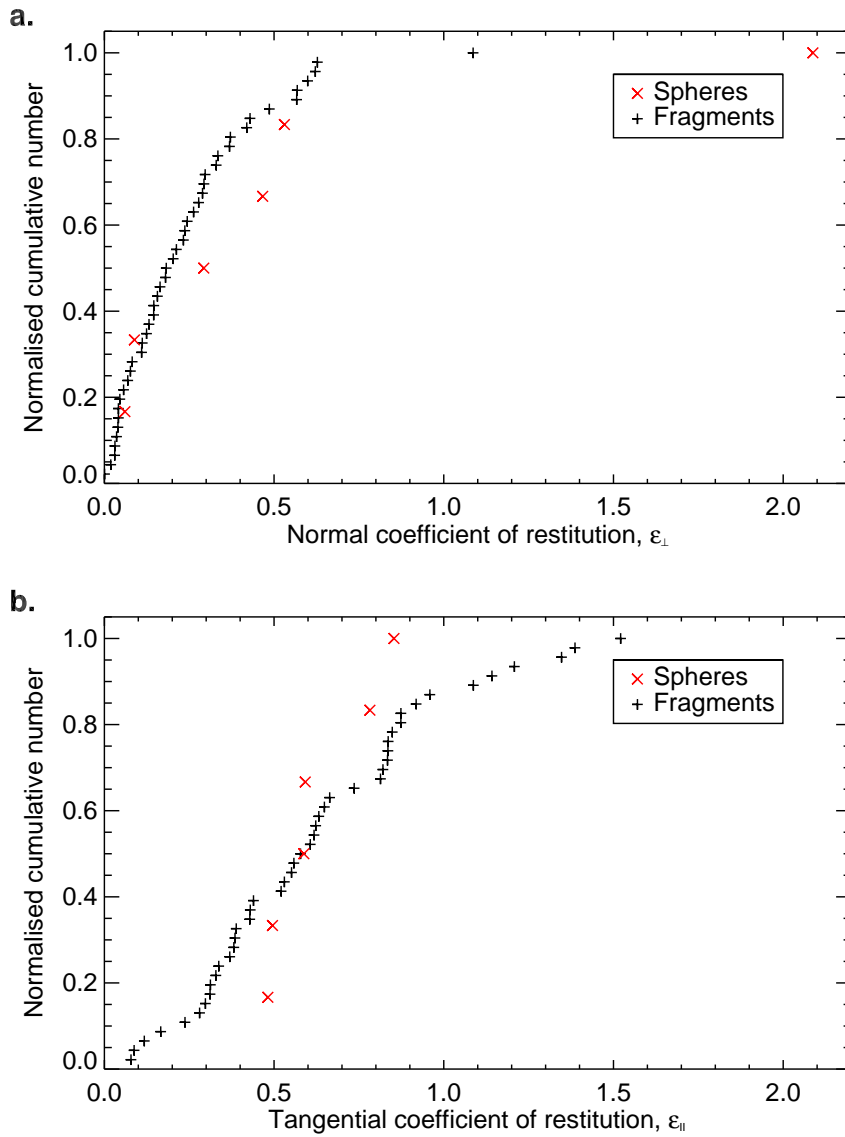 a.
1.0
0.8
0.6
0.4
0.2
0.0
Normalised cumulative number
Spheres
Fragments
0.0 0.5 1.0 1.5 2.0
Normal coefficient of restitution, ε⊥
b.
1.0
0.8
0.6
0.4
0.2
0.0
Normalised cumulative number
Spheres
Fragments
0.0 0.5 1.0 1.5 2.0
Tangential coefficient of restitution, ε||